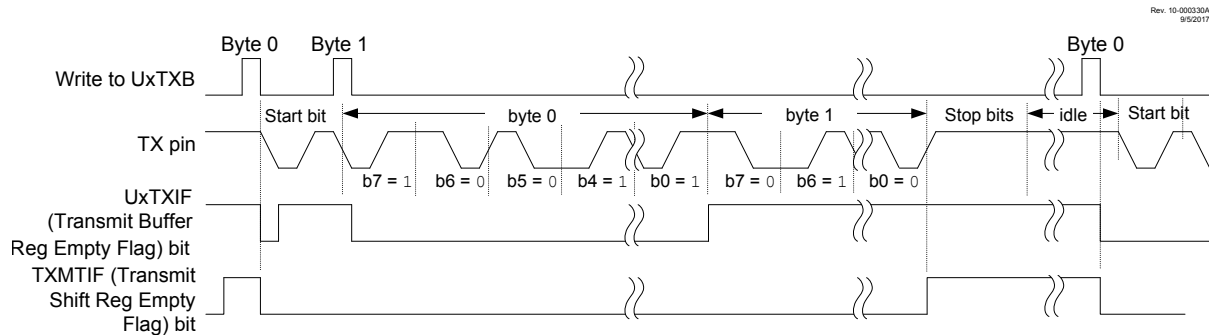 Rev. 10-000330A
9/5/2017
Byte 0 Byte 1 Byte 0
Write to UxTXB
Start bit byte 0 byte 1 Stop bits idle Start bit
TX pin
b7 = 1 b6 = 0 b5 = 0 b4 = 1 b0 = 1 b7 = 0 b6 = 1 b0 = 0
UxTXIF
(Transmit Buffer
Reg Empty Flag) bit
TXMTIF (Transmit
Shift Reg Empty
Flag) bit